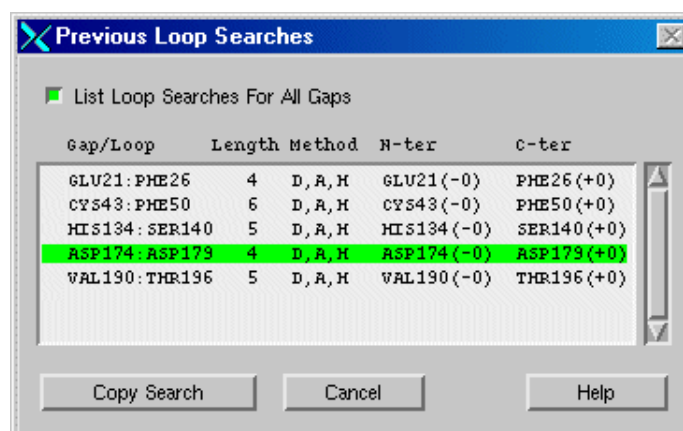 Previous Loop Searches
List Loop Searches For All Gaps
Gap/Loop Length Method N-ter C-ter
GLU21:PHE26 4 D,A,H GLU21(-0) PHE26(+0)
CYS43:PHE50 6 D,A,H CYS43(-0) PHE50(+0)
HIS134:SER140 5 D,A,H HIS134(-0) SER140(+0)
ASP174:ASP179 4 D,A,H ASP174(-0) ASP179(+0)
VAL190:THR196 5 D,A,H VAL190(-0) THR196(+0)
Copy Search Cancel Help